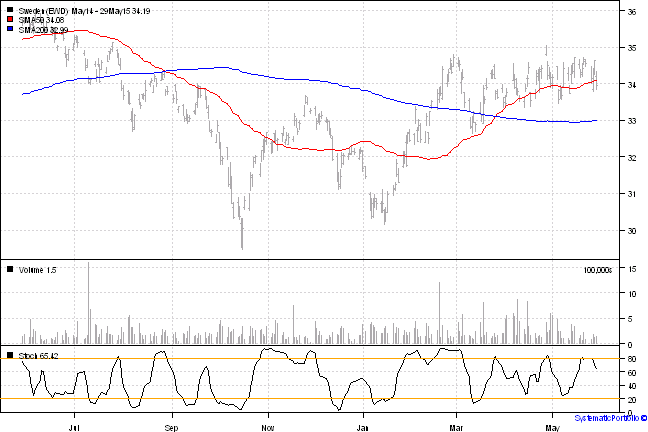 Sweden (EWD) May14 - 29May15 34.19
SMA50 34.08
SMA200 32.99
36
35
34
33
32
31
30
Volume 1.5
100,000s
15
10
5
0
Stoch 65.42
80
60
40
20
0
Jul Sep Nov Jan Mar May
SystematicPortfolio ©